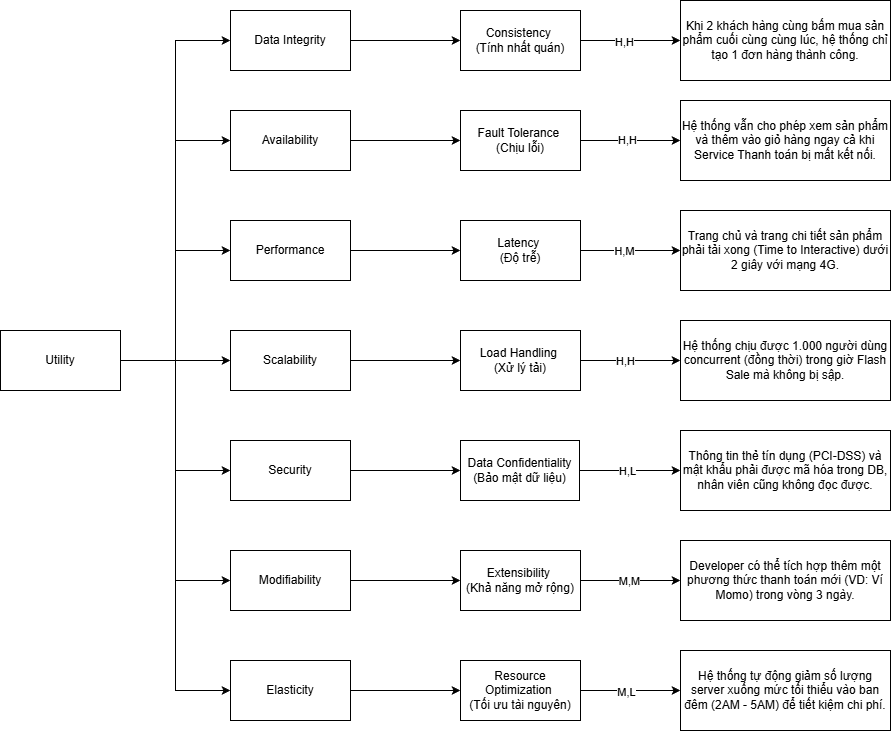 Data Integrity
Consistency
(Tính nhất quán)
H,H
Khi 2 khách hàng cùng bấm mua sản
phẩm cuối cùng cùng lúc, hệ thống chỉ
tạo 1 đơn hàng thành công.
Availability
Fault Tolerance
(Chịu lỗi)
H,H
Hệ thống vẫn cho phép xem sản phẩm
và thêm vào giỏ hàng ngay cả khi
Service Thanh toán bị mất kết nối.
Performance
Latency
(Độ trễ)
H,M
Trang chủ và trang chi tiết sản phẩm
phải tải xong (Time to Interactive) dưới
2 giây với mạng 4G.
Utility
Scalability
Load Handling
(Xử lý tải)
H,H
Hệ thống chịu được 1.000 người dùng
concurrent (đồng thời) trong giờ Flash
Sale mà không bị sập.
Security
Data Confidentiality
(Bảo mật dữ liệu)
H,L
Thông tin thẻ tín dụng (PCI-DSS) và
mật khẩu phải được mã hóa trong DB,
nhân viên cũng không đọc được.
Modifiability
Extensibility
(Khả năng mở rộng)
M,M
Developer có thể tích hợp thêm một
phương thức thanh toán mới (VD: Ví
Momo) trong vòng 3 ngày.
Elasticity
Resource
Optimization
(Tối ưu tài nguyên)
M,L
Hệ thống tự động giảm số lượng
server xuống mức tối thiểu vào ban
đêm (2AM - 5AM) để tiết kiệm chi phí.